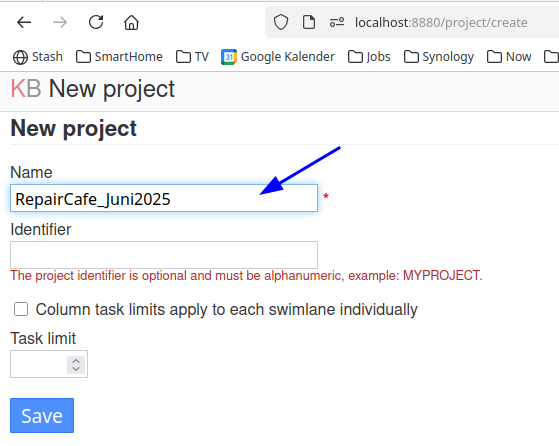 localhost:8880/project/create
Stash SmartHome TV 31 Google Kalender Jobs Synology Now
KB New project
New project
Name
RepairCafe_Juni2025 *
Identifier
The project identifier is optional and must be alphanumeric, example: MYPROJECT.
Column task limits apply to each swimlane individually
Task limit
Save